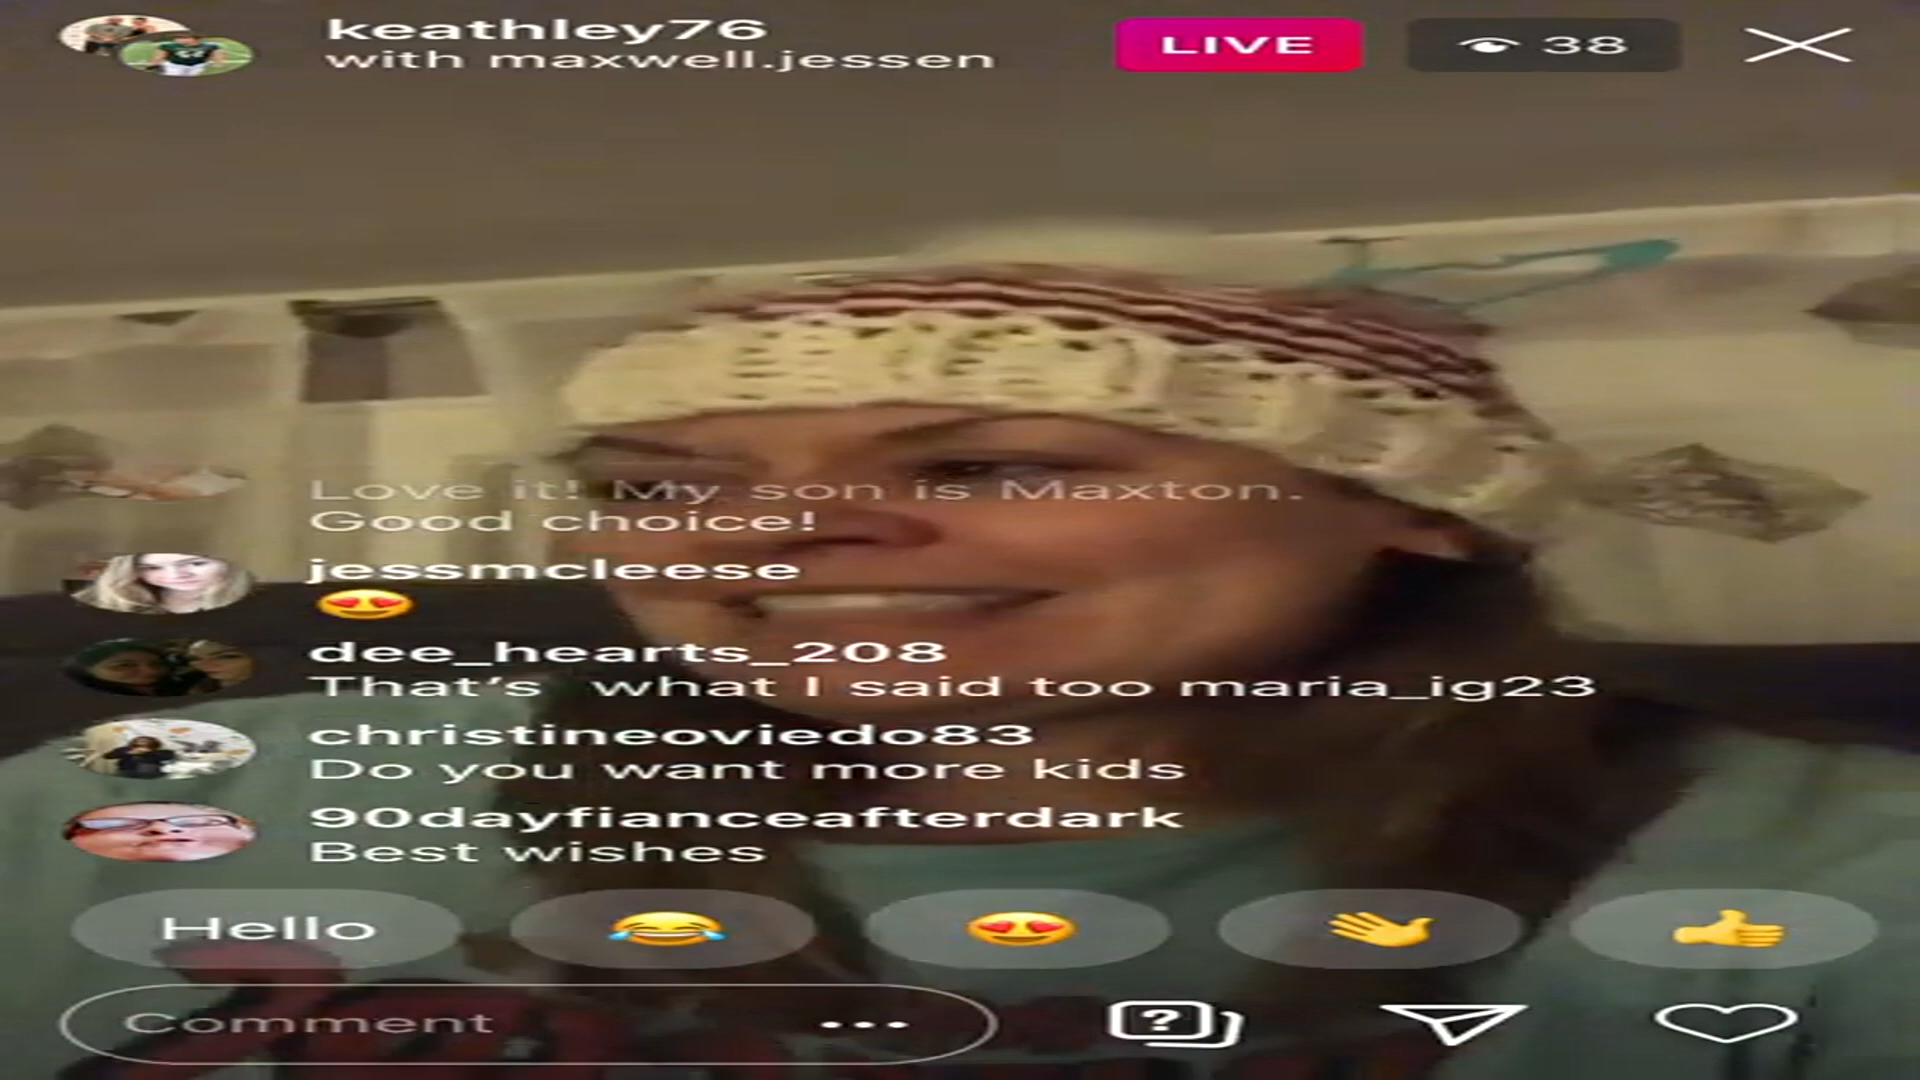 keathley76
with maxwell.jessen
LIVE
38
Love it! My son is Maxton.
Good choice!
jessmcleese
😍
dee_hearts_208
That's what I said too maria_ig23
christineoviedo83
Do you want more kids
90dayfianceafterdark
Best wishes
Hello 😂 😍 👋 👍
Comment •••
?